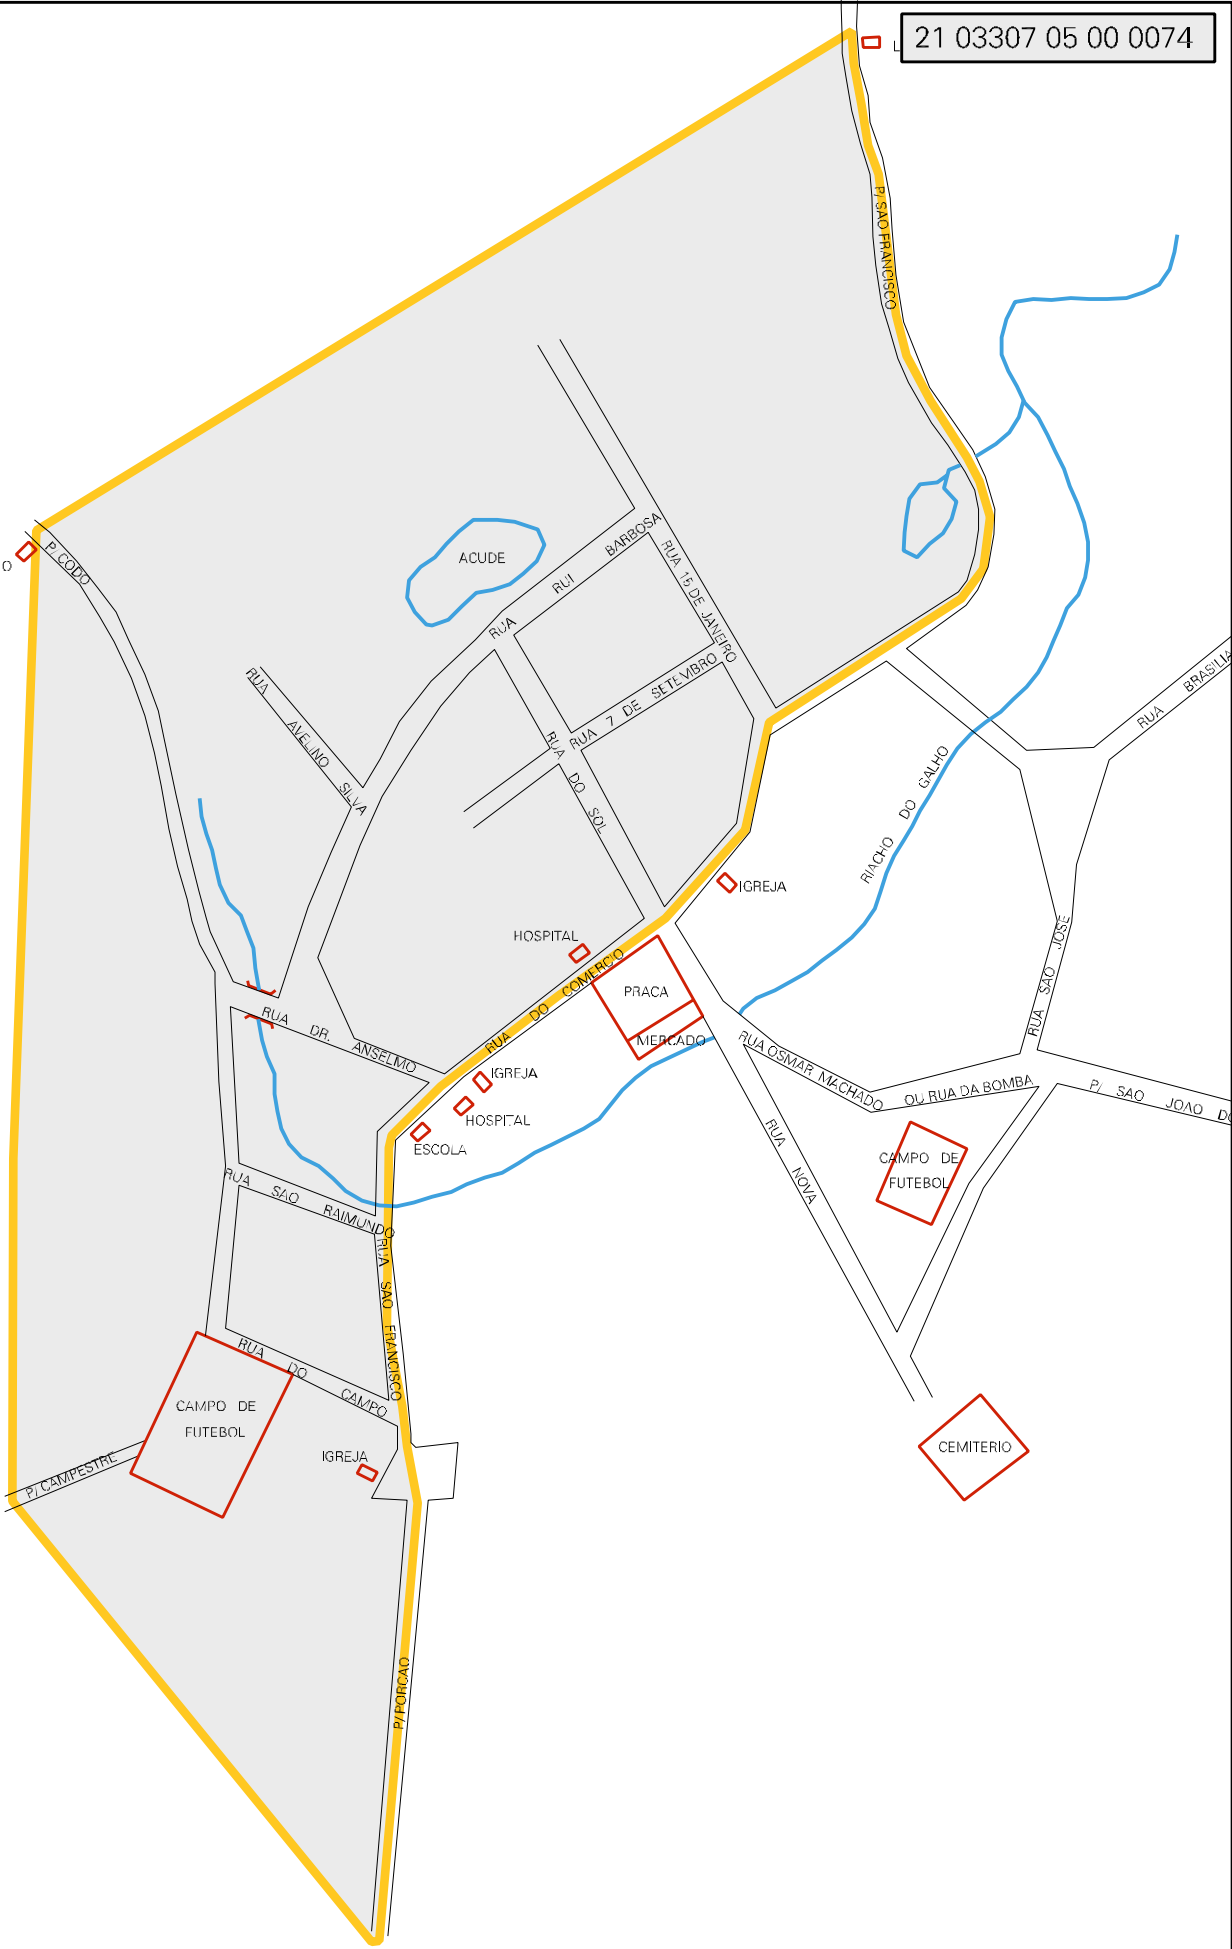 21 03307 05 00 0074
P/ SAO FRANCISCO
P/ CODO
O
ACUDE
RUA RUI BARBOSA
RUA 15 DE JANEIRO
RUA 7 DE SETEMBRO
RUA AVELINO SILVA
RUA DO SOL
RUA BRASILIA
RIACHO DO GALHO
IGREJA
HOSPITAL
RUA DO COMERCIO
PRACA
MERCADO
RUA SAO JOSE
RUA DR. ANSELMO
RUA OSMAR MACHADO
OU RUA DA BOMBA
P/ SAO JOAO DO
IGREJA
HOSPITAL
ESCOLA
RUA NOVA
CAMPO DE
FUTEBOL
RUA SAO RAIMUNDO
RUA SAO FRANCISCO
RUA DO CAMPO
CAMPO DE
FUTEBOL
IGREJA
P/ CAMPESTRE
CEMITERIO
P/ PORCAO